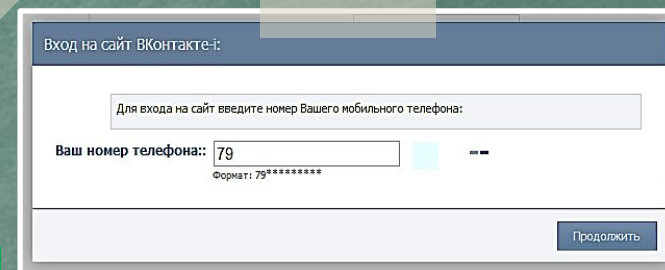 Вход на сайт ВКонтакте-i:
Для входа на сайт введите номер Вашего мобильного телефона:
Ваш номер телефона:: 79
Формат: 79*********
Продолжить